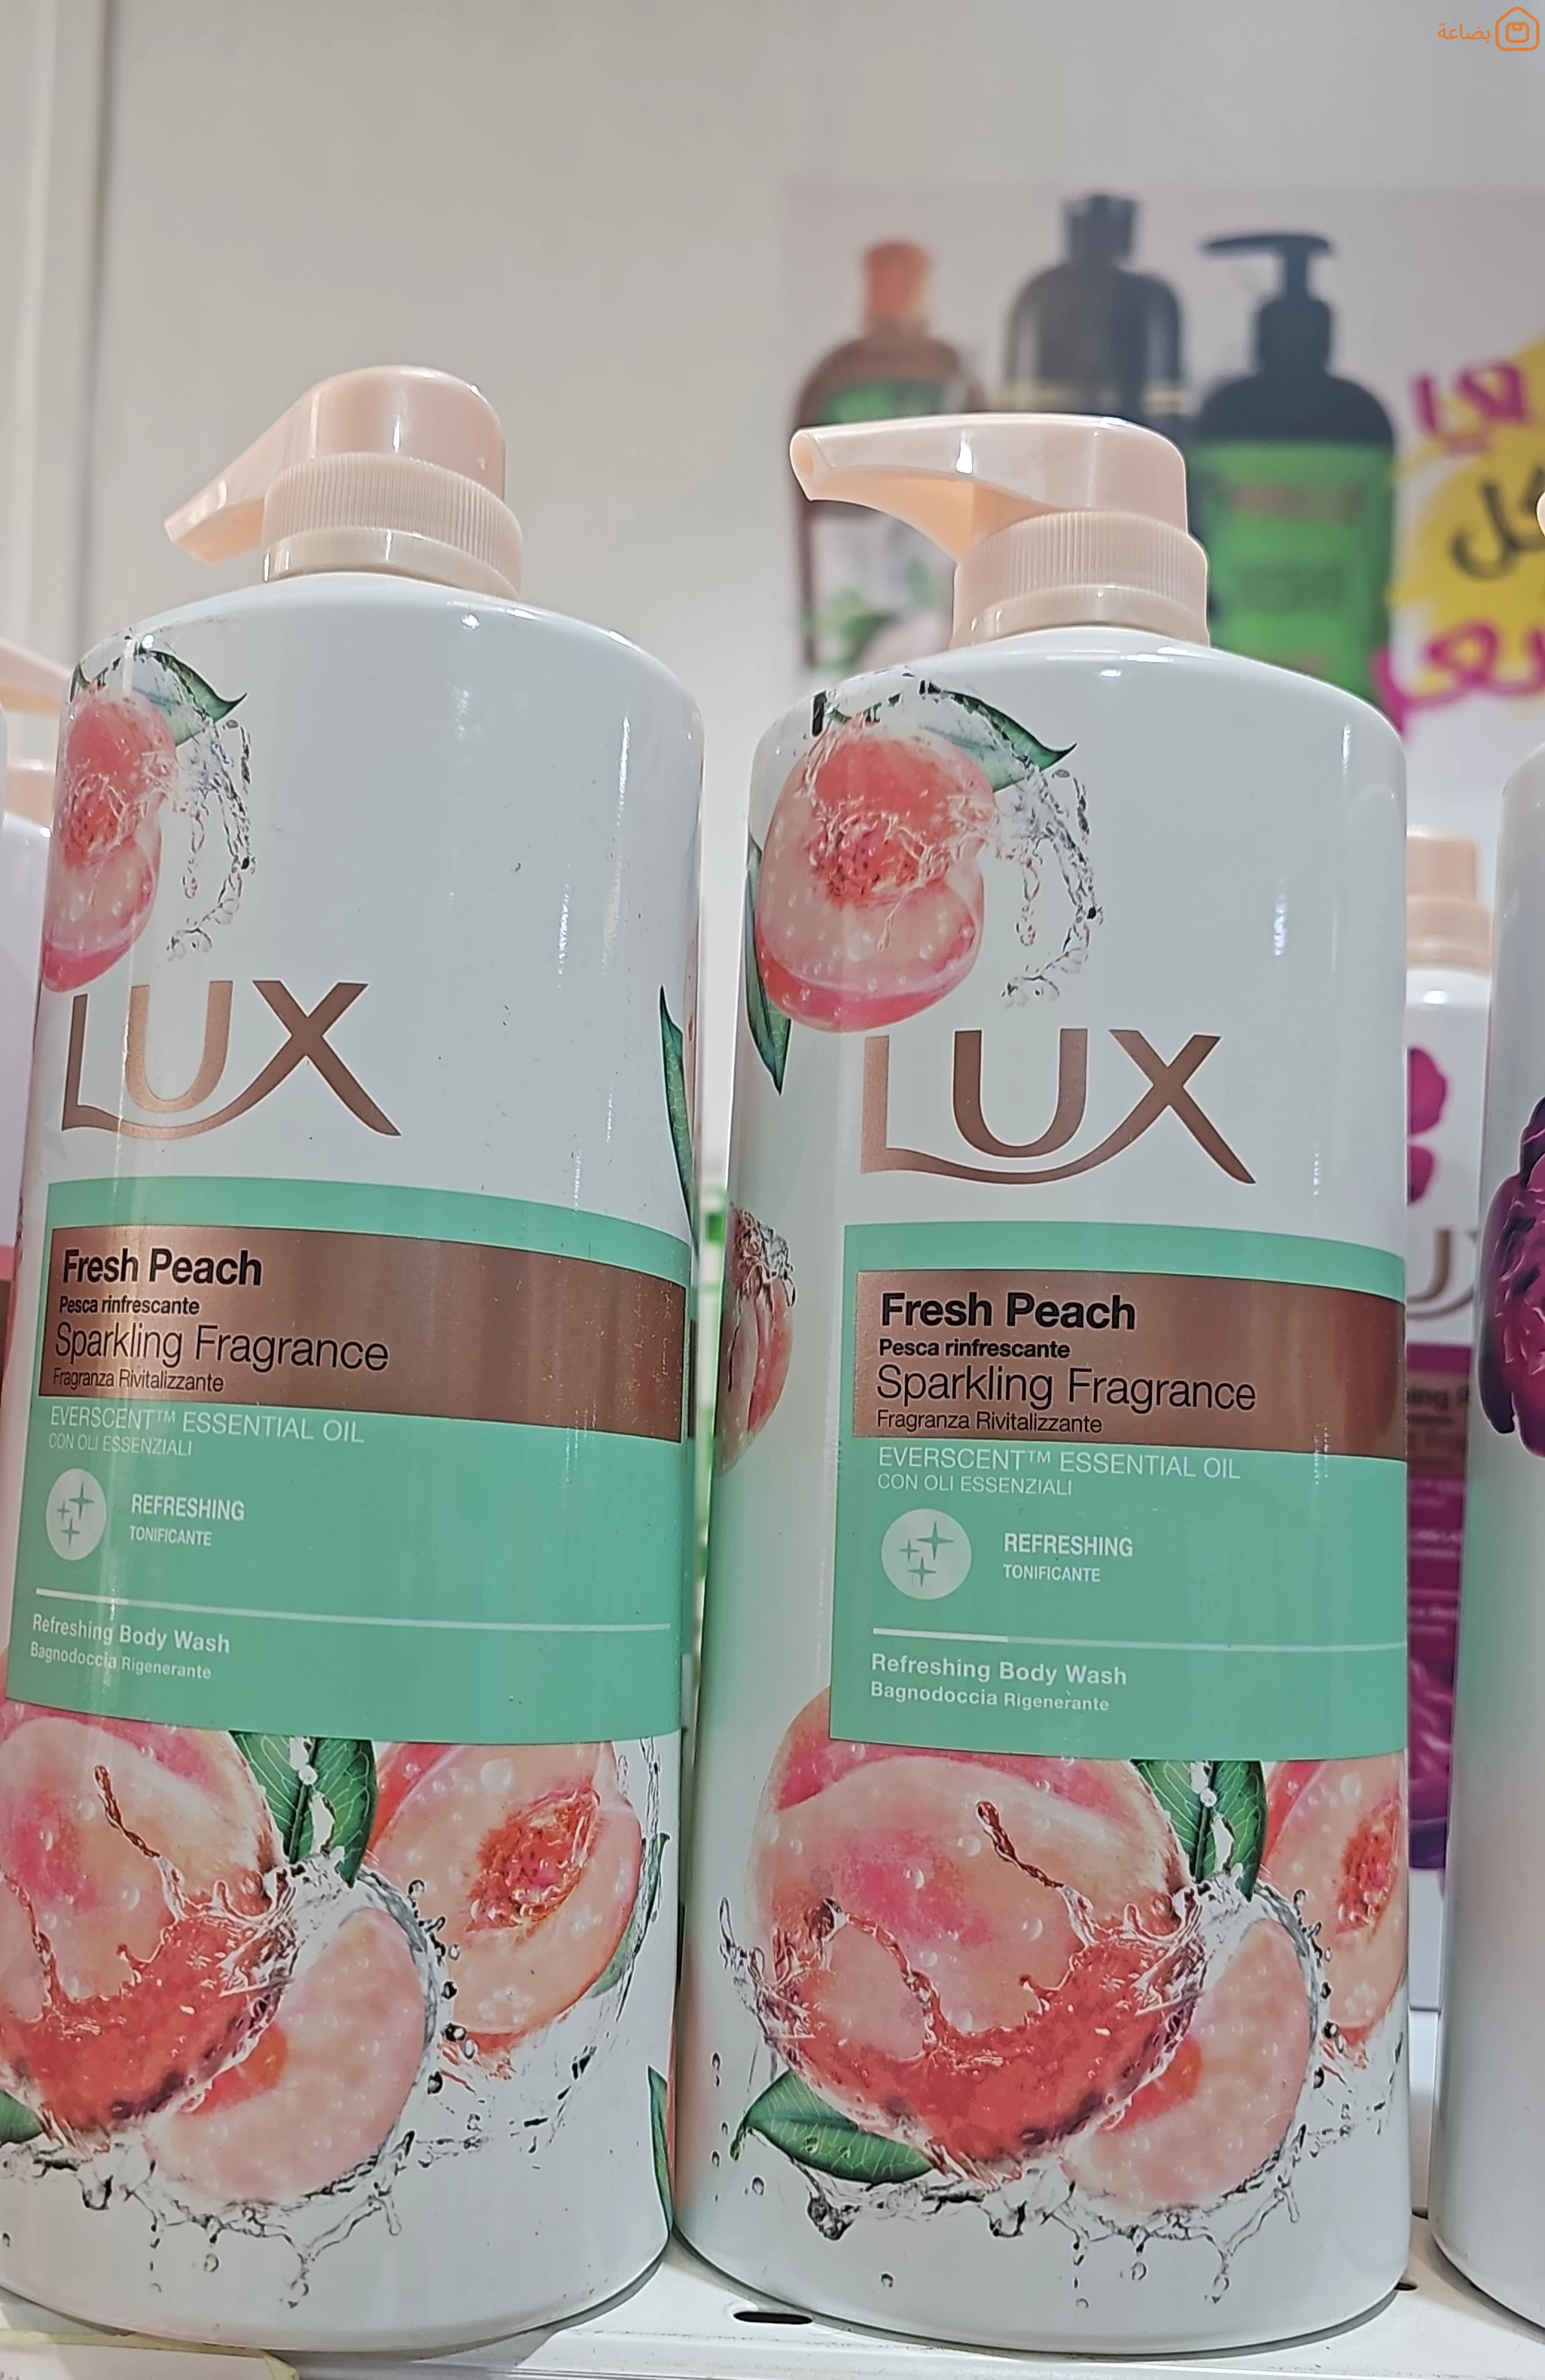 بضاعة
كل
LUX
Fresh Peach
Pesca rinfrescante
Sparkling Fragrance
Fragranza Rivitalizzante
EVERSCENT™ ESSENTIAL OIL
CON OLI ESSENZIALI
REFRESHING
TONIFICANTE
Refreshing Body Wash
Bagnodoccia Rigenerante
LUX
Fresh Peach
Pesca rinfrescante
Sparkling Fragrance
Fragranza Rivitalizzante
EVERSCENT™ ESSENTIAL OIL
CON OLI ESSENZIALI
REFRESHING
TONIFICANTE
Refreshing Body Wash
Bagnodoccia Rigenerante